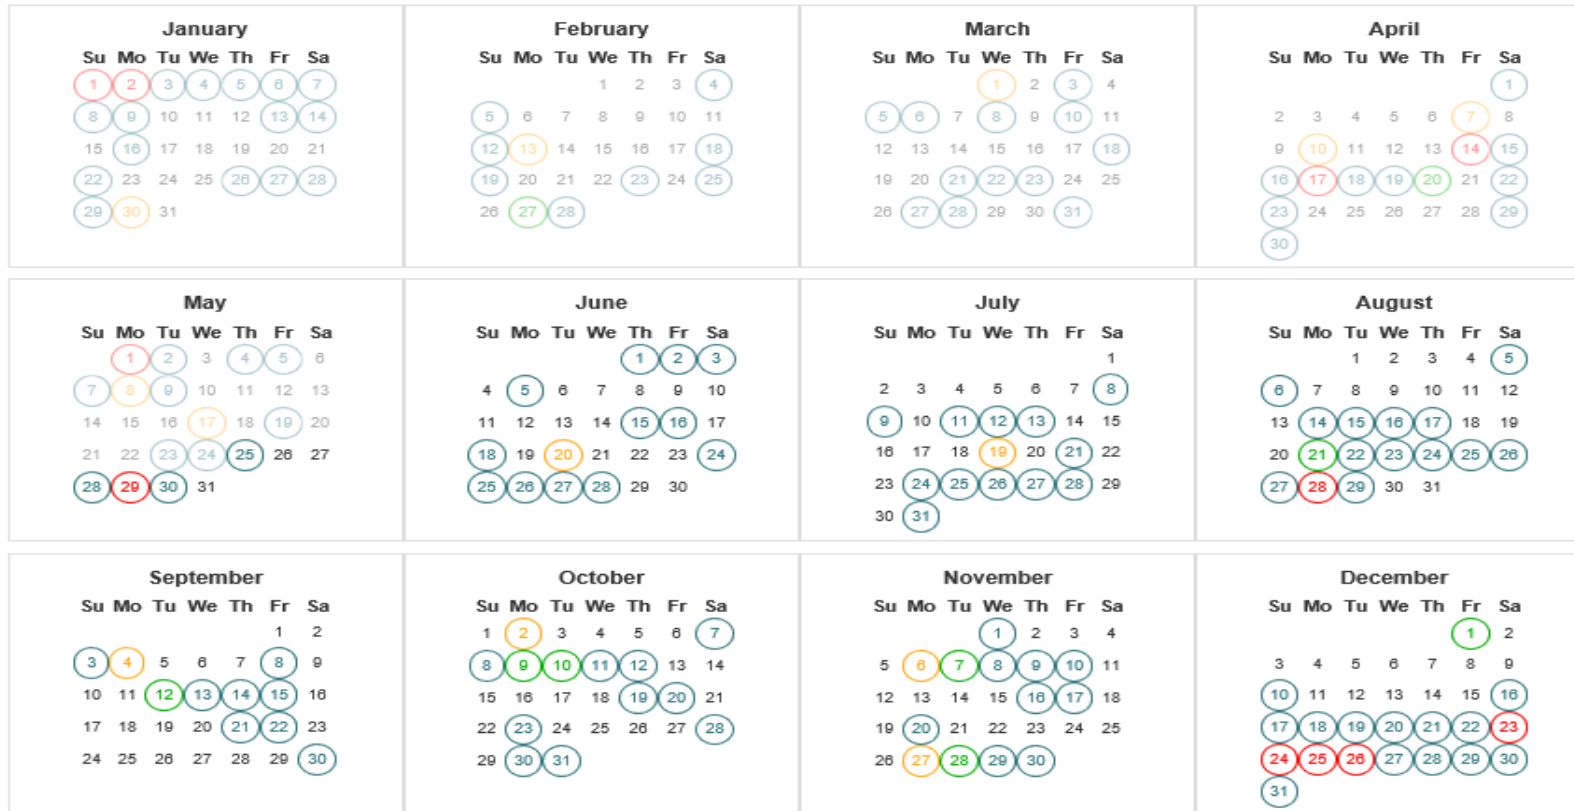 January February March April
Su Mo Tu We Th Fr Sa Su Mo Tu We Th Fr Sa Su Mo Tu We Th Fr Sa Su Mo Tu We Th Fr Sa
1 2 3 4 5 6 7 1 2 3 4 1 2 3 4 1
8 9 10 11 12 13 14 5 6 7 8 9 10 11 5 6 7 8 9 10 11 2 3 4 5 6 7 8
15 16 17 18 19 20 21 12 13 14 15 16 17 18 12 13 14 15 16 17 18 9 10 11 12 13 14 15
22 23 24 25 26 27 28 19 20 21 22 23 24 25 19 20 21 22 23 24 25 16 17 18 19 20 21 22
29 30 31 26 27 28 26 27 28 29 30 31 23 24 25 26 27 28 29
30
May June July August
Su Mo Tu We Th Fr Sa Su Mo Tu We Th Fr Sa Su Mo Tu We Th Fr Sa Su Mo Tu We Th Fr Sa
1 2 3 4 5 6 1 2 3 1 1 2 3 4 5
7 8 9 10 11 12 13 4 5 6 7 8 9 10 2 3 4 5 6 7 8 6 7 8 9 10 11 12
14 15 16 17 18 19 20 11 12 13 14 15 16 17 9 10 11 12 13 14 15 13 14 15 16 17 18 19
21 22 23 24 25 26 27 18 19 20 21 22 23 24 16 17 18 19 20 21 22 20 21 22 23 24 25 26
28 29 30 31 25 26 27 28 29 30 23 24 25 26 27 28 29 27 28 29 30 31
30 31
September October November December
Su Mo Tu We Th Fr Sa Su Mo Tu We Th Fr Sa Su Mo Tu We Th Fr Sa Su Mo Tu We Th Fr Sa
1 2 1 2 3 4 5 6 7 1 2 3 4 1 2
3 4 5 6 7 8 9 8 9 10 11 12 13 14 5 6 7 8 9 10 11 3 4 5 6 7 8 9
10 11 12 13 14 15 16 15 16 17 18 19 20 21 12 13 14 15 16 17 18 10 11 12 13 14 15 16
17 18 19 20 21 22 23 22 23 24 25 26 27 28 19 20 21 22 23 24 25 17 18 19 20 21 22 23
24 25 26 27 28 29 30 29 30 31 26 27 28 29 30 24 25 26 27 28 29 30
31